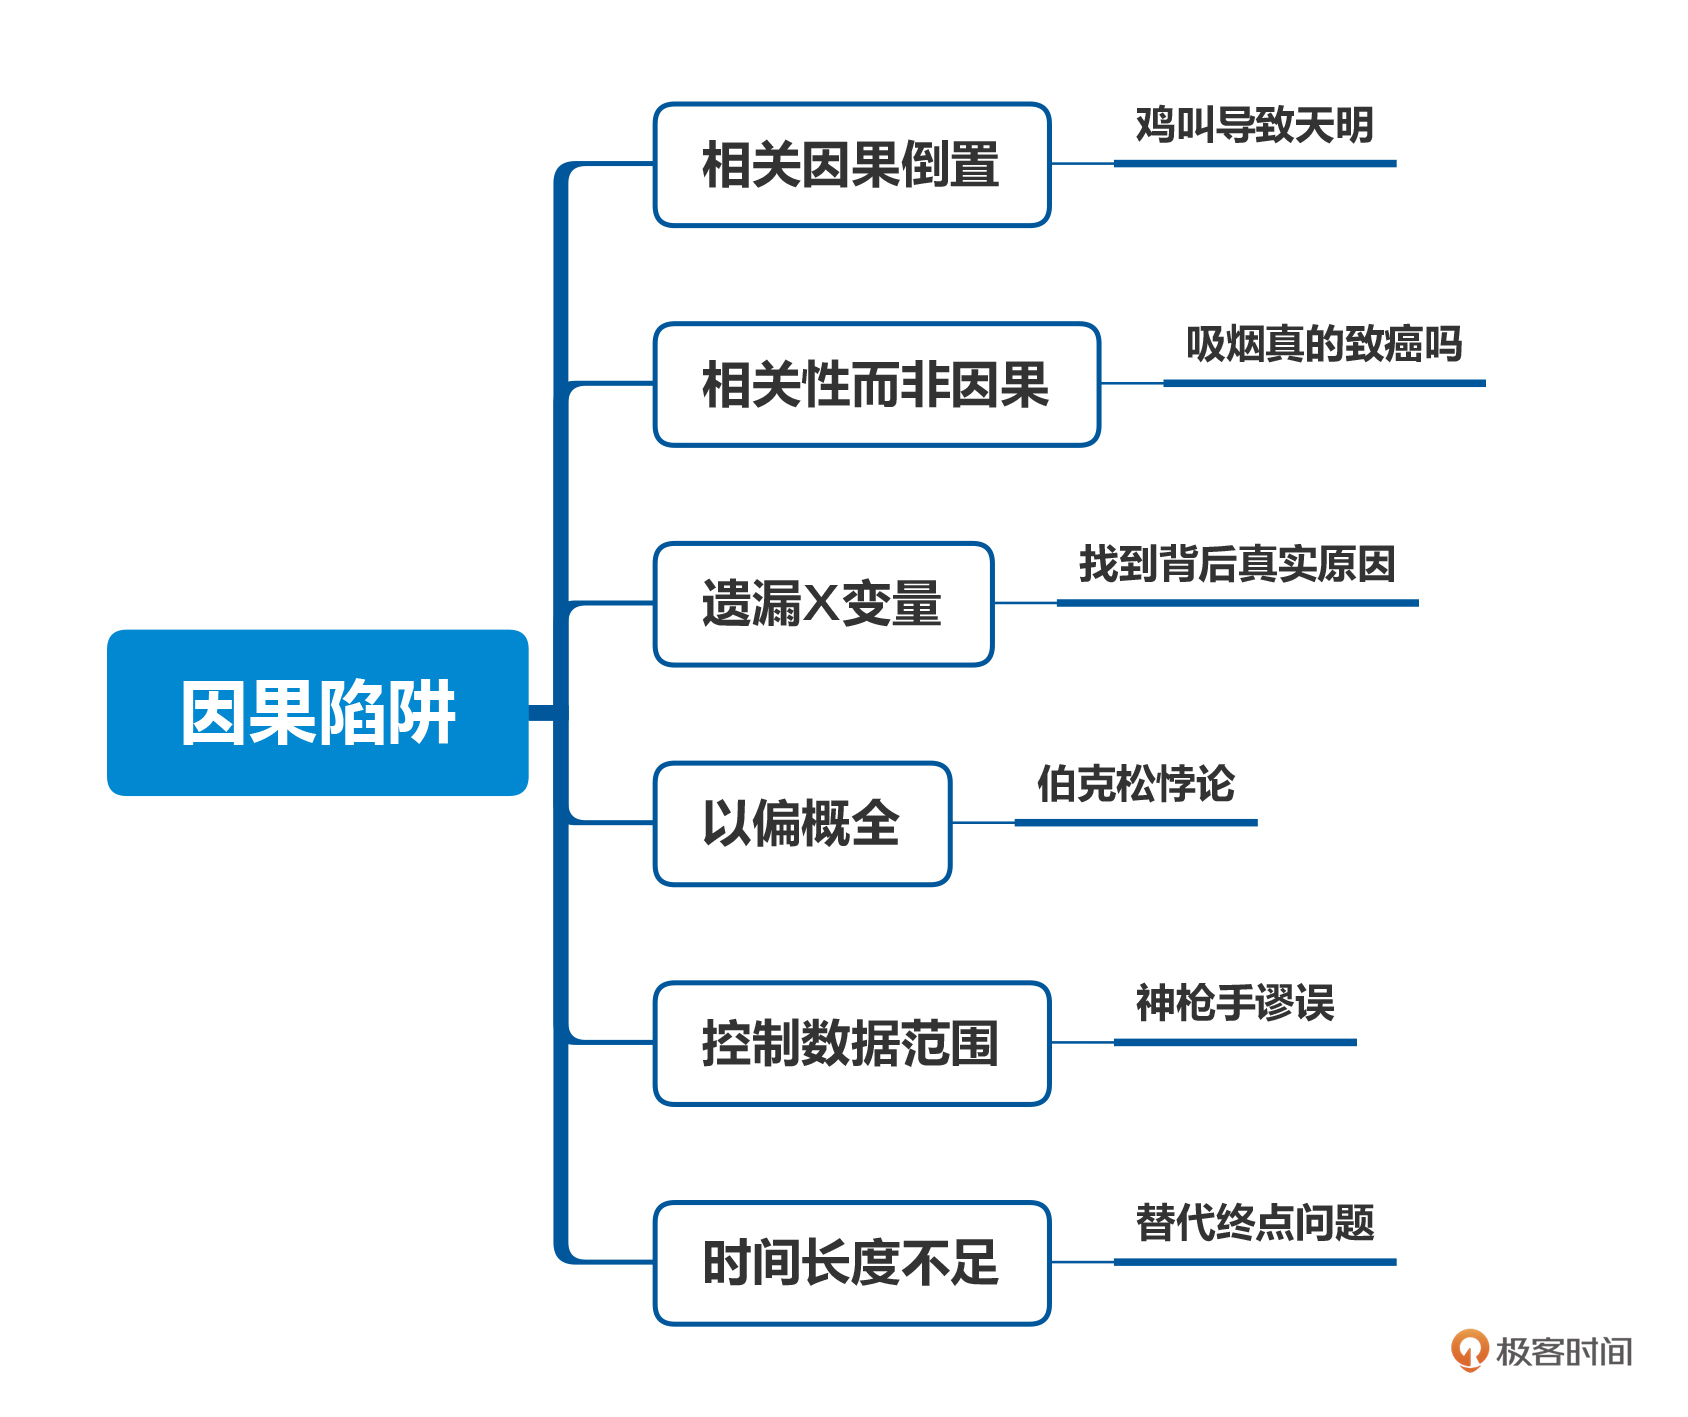 因果陷阱
相关因果倒置
鸡叫导致天明
相关性而非因果
吸烟真的致癌吗
遗漏X变量
找到背后真实原因
以偏概全
伯克松悖论
控制数据范围
神枪手谬误
时间长度不足
替代终点问题
极客时间